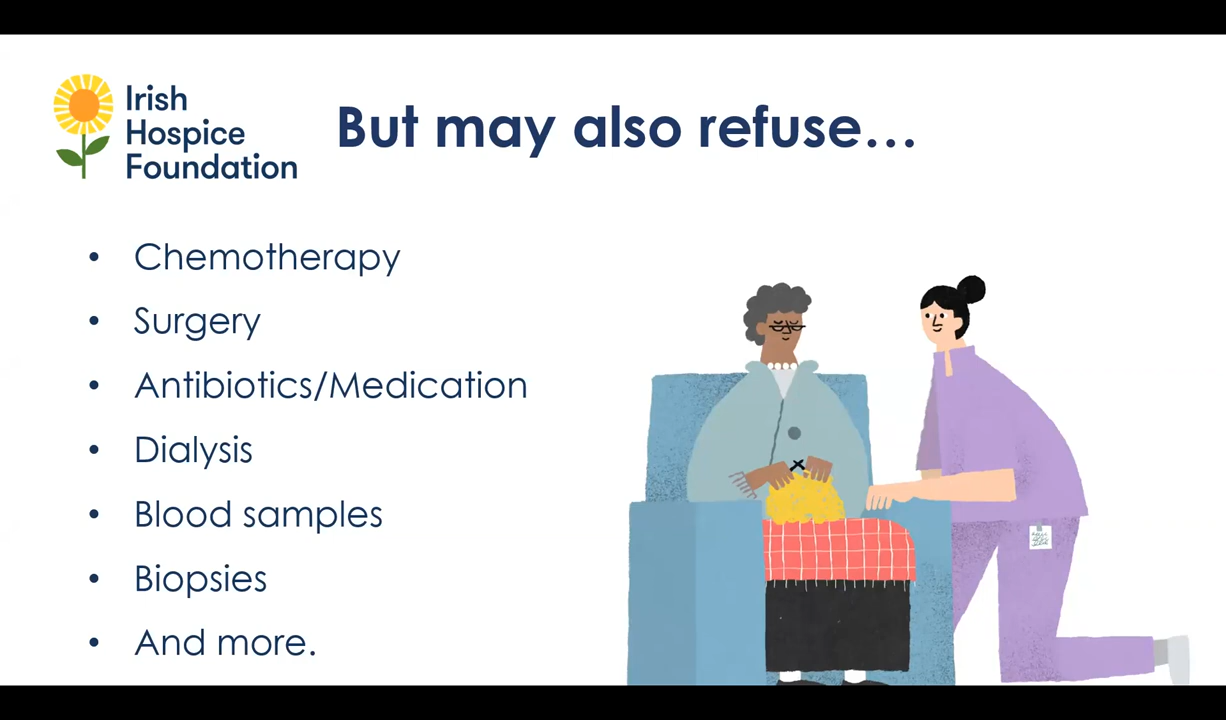 Irish
Hospice
Foundation
But may also refuse…
• Chemotherapy
• Surgery
• Antibiotics/Medication
• Dialysis
• Blood samples
• Biopsies
• And more.